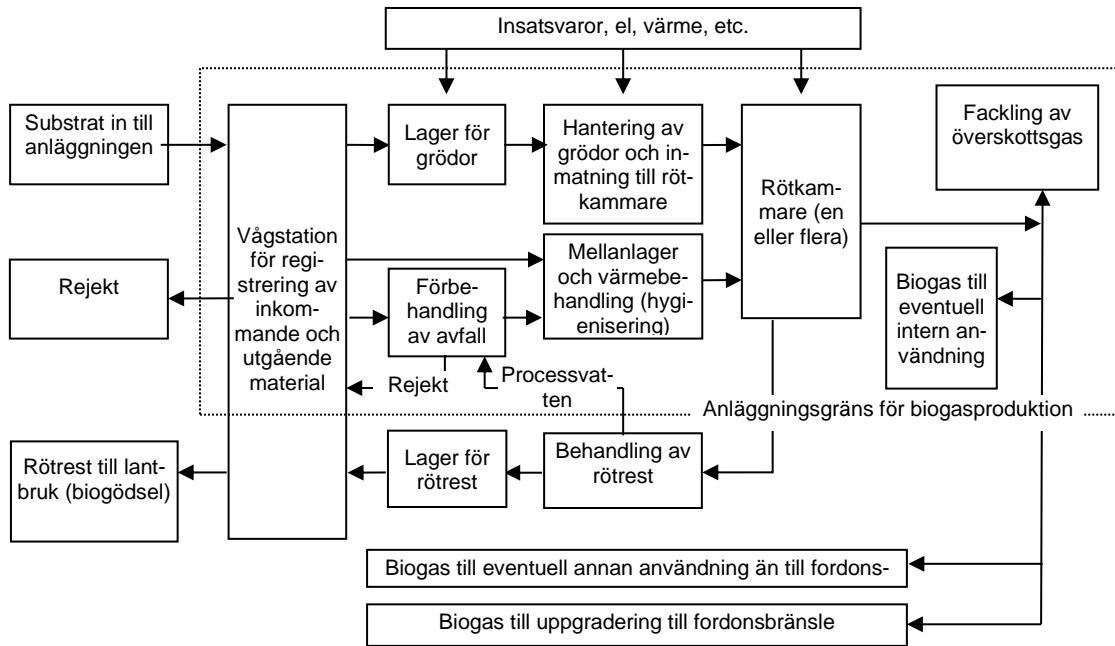 Insatsvaror, el, värme, etc.
Substrat in till
anläggningen
Lager för
grödor
Hantering av
grödor och in-
matning till röt-
kammare
Rötkam-
mare (en
eller flera)
Fackling av
överskottsgas
Vågstation
för regi-
strering av
inkom-
mande och
utgående
material
Rejekt
Förbe-
handling
av avfall
Mellanlager
och värmebe-
handling (hygi-
enisering)
Biogas till
eventuell
intern an-
vändning
Rejekt
Processvat-
ten
Anläggningsgräns för biogasproduktion
Rötrest till lant-
bruk (biogödsel)
Lager för
rötrest
Behandling av
rötrest
Biogas till eventuell annan användning än till fordons-
Biogas till uppgradering till fordonsbränsle